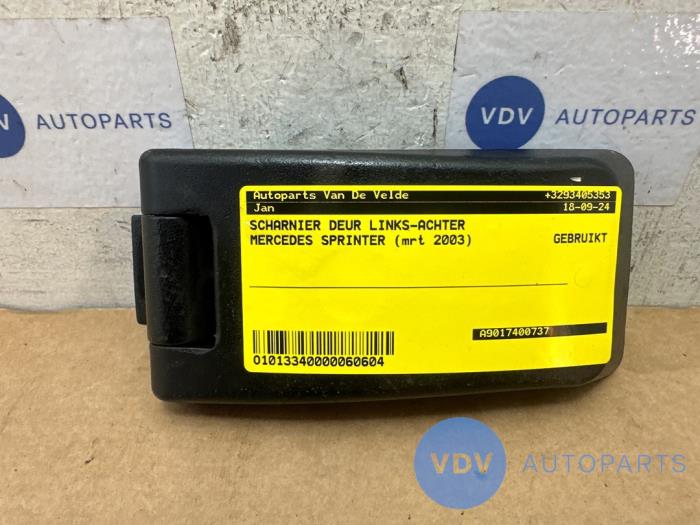 VDV AUTOPARTS
VDV AUTOPARTS
Autoparts Van De Velde +3293405353
Jan 18-09-24
SCHARNIER DEUR LINKS-ACHTER
MERCEDES SPRINTER (mrt 2003) GEBRUIKT
A9017400737
01013340000060604
VDV AUTOPARTS